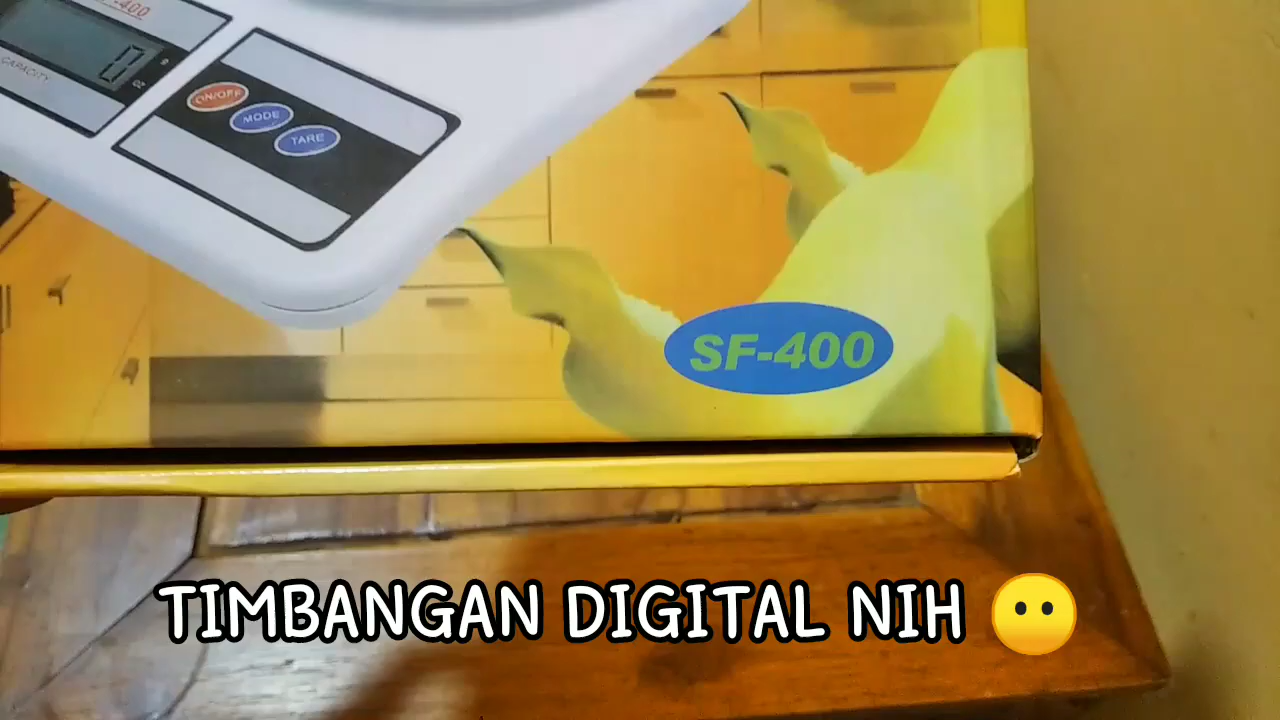 -400
0
CAPACITY
ON/OFF
MODE
TARE
SF-400
TIMBANGAN DIGITAL NIH 😶